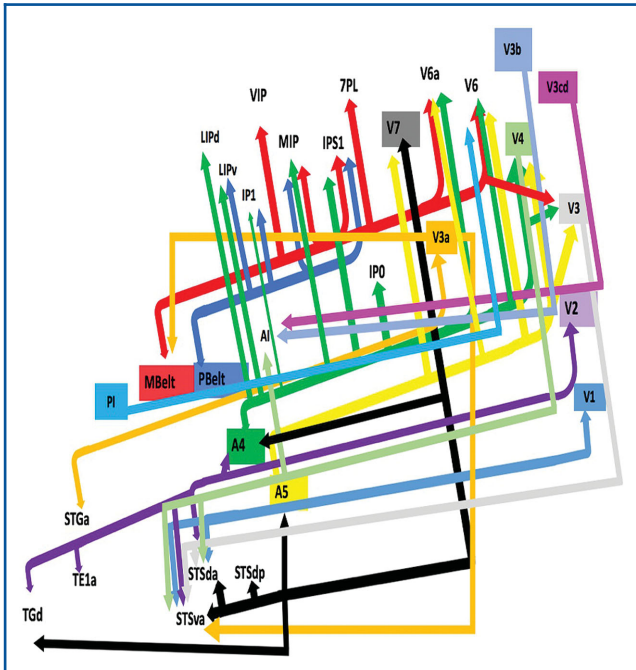 V3b
V6a
V6
V3cd
7PL
VIP
V7
V4
LIPd
MIP
IPS1
LIPv
IP1
V3
V3a
IP0
V2
AI
MBelt
PBelt
PI
V1
A4
A5
STGa
STSda
STSdp
TE1a
TGd
STSva